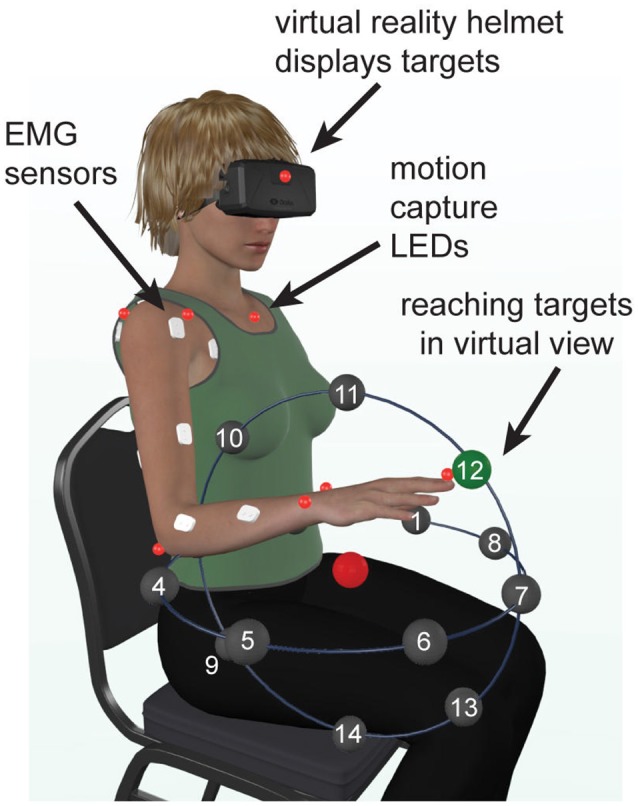 virtual reality helmet
displays targets
EMG
sensors
motion
capture
LEDs
reaching targets
in virtual view
11
10
12
1
8
4
7
5
6
9
13
14